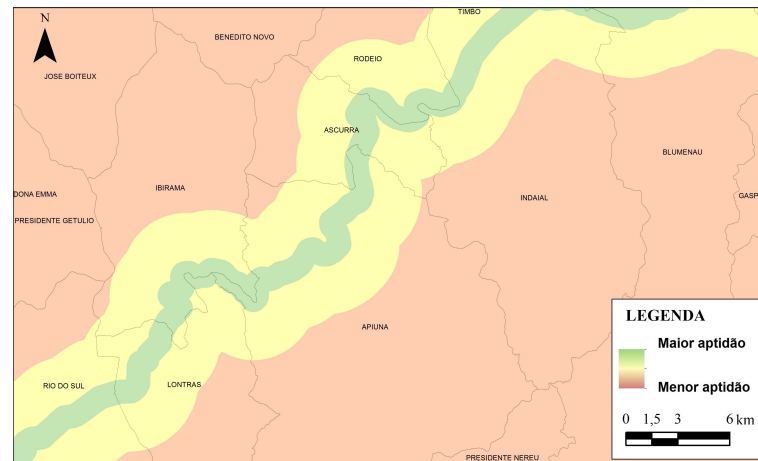 N
TIMBO
BENEDITO NOVO
RODEIO
JOSE BOITEUX
ASCURRA
BLUMENAU
DONA EMMA
IBIRAMA
INDAIAL
GASP
PRESIDENTE GETULIO
APIUNA
RIO DO SUL
LONTRAS
PRESIDENTE NEREU
LEGENDA
Maior aptidão
Menor aptidão
0 1,5 3 6 km